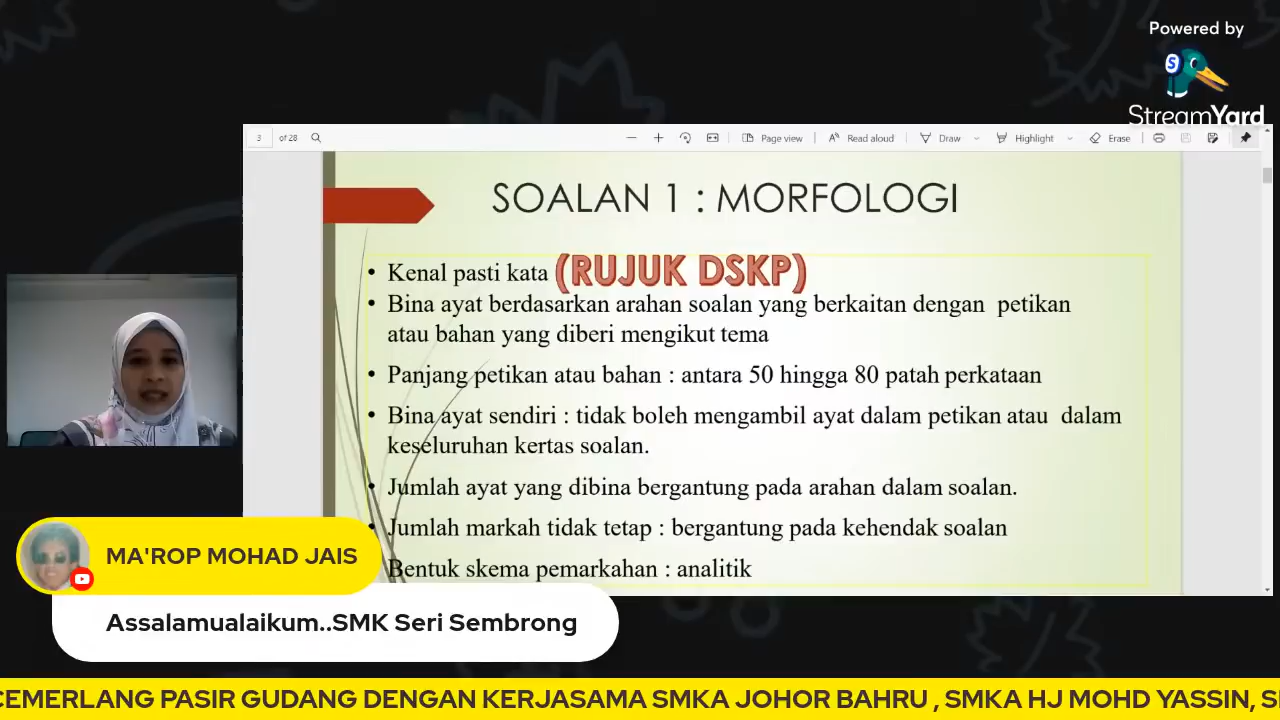 Powered by
StreamYard
3 of 28
Page view
Read aloud
Draw
Highlight
Erase
SOALAN 1 : MORFOLOGI
• Kenal pasti kata (RUJUK DSKP)
• Bina ayat berdasarkan arahan soalan yang berkaitan dengan petikan
atau bahan yang diberi mengikut tema
• Panjang petikan atau bahan : antara 50 hingga 80 patah perkataan
• Bina ayat sendiri : tidak boleh mengambil ayat dalam petikan atau dalam
keseluruhan kertas soalan.
• Jumlah ayat yang dibina bergantung pada arahan dalam soalan.
• Jumlah markah tidak tetap : bergantung pada kehendak soalan
Bentuk skema pemarkahan : analitik
MA'ROP MOHAD JAIS
Assalamualaikum..SMK Seri Sembrong
CEMERLANG PASIR GUDANG DENGAN KERJASAMA SMKA JOHOR BAHRU , SMKA HJ MOHD YASSIN,